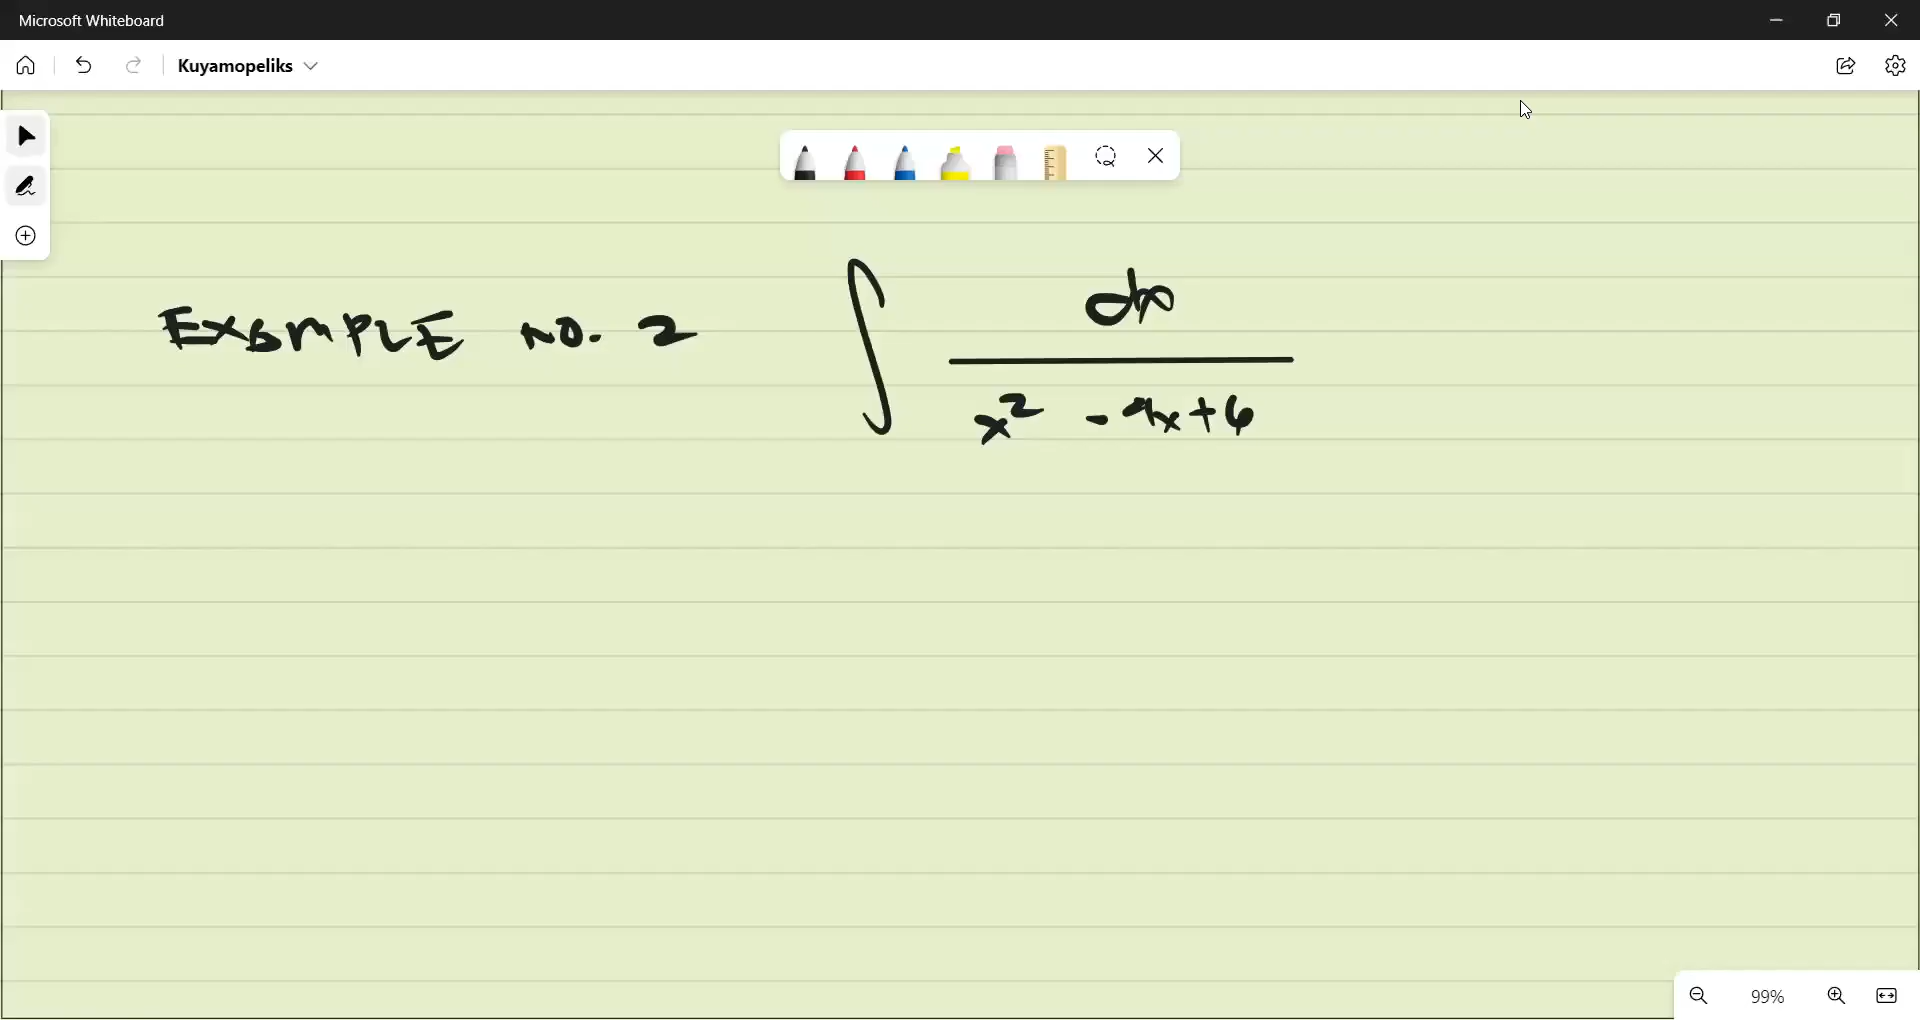 Microsoft Whiteboard
Kuyamopeliks
EXAMPLE NO. 2
∫ dx
x² - 4x + 6
99%